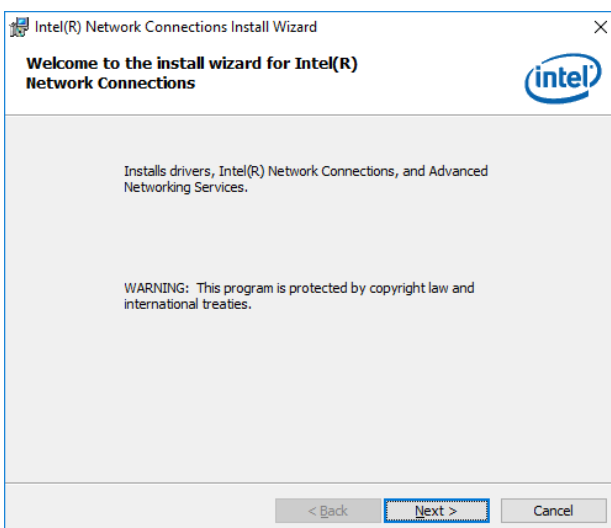 Intel(R) Network Connections Install Wizard
Welcome to the install wizard for Intel(R)
Network Connections
intel
Installs drivers, Intel(R) Network Connections, and Advanced
Networking Services.
WARNING:  This program is protected by copyright law and
international treaties.
< Back
Next >
Cancel